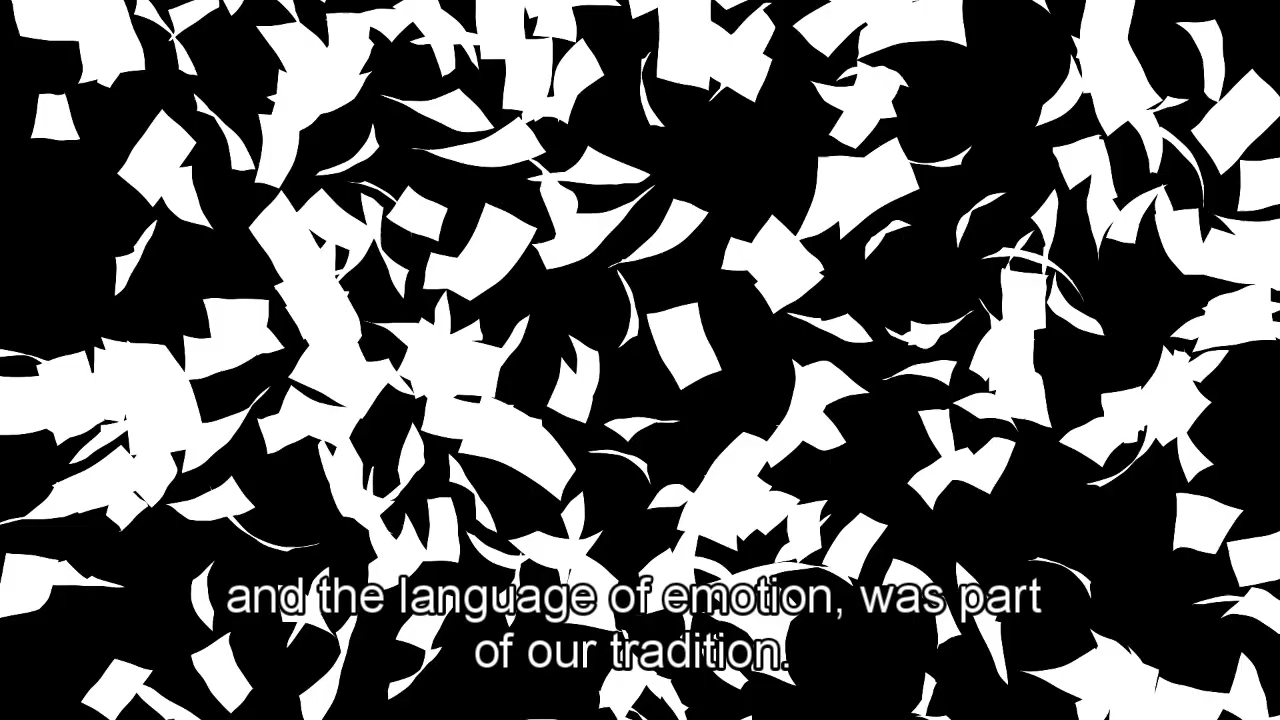 and the language of emotion, was part
of our tradition.